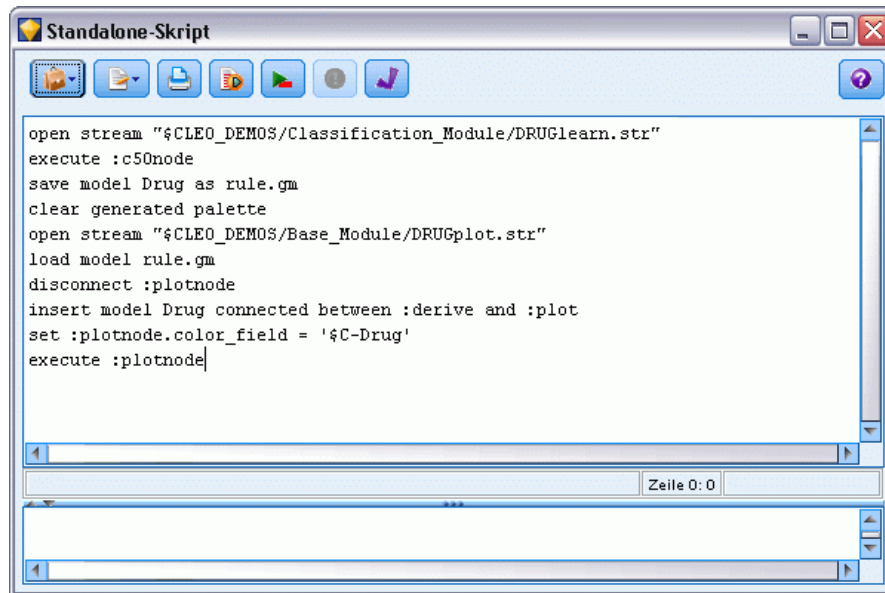 Standalone-Skript
open stream "$CLEO_DEMOS/Classification_Module/DRUGlearn.str"
execute :c50node
save model Drug as rule.gm
clear generated palette
open stream "$CLEO_DEMOS/Base_Module/DRUGplot.str"
load model rule.gm
disconnect :plotnode
insert model Drug connected between :derive and :plot
set :plotnode.color_field = '$C-Drug'
execute :plotnode
Zeile 0: 0